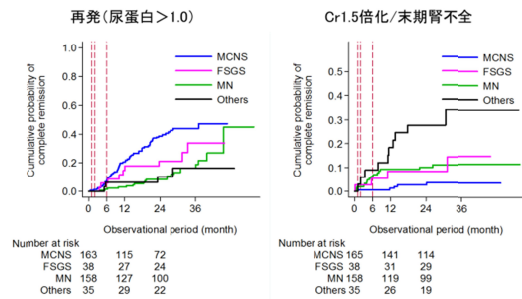 再発（尿蛋白＞1.0）
Cumulative probability of
complete remission
1.0
0.8
0.6
0.4
0.2
0.0
MCNS
FSGS
MN
Others
0 6 12 24 36
Observational period (month)
Number at risk
MCNS 163 115 72
FSGS 38 27 24
MN 158 127 100
Others 35 29 22
Cr1.5倍化/末期腎不全
Cumulative probability of
complete remission
0.5
0.4
0.3
0.2
0.1
0.0
MCNS
FSGS
MN
Others
0 6 12 24 36
Observational period (month)
Number at risk
MCNS 165 141 114
FSGS 38 31 29
MN 158 119 99
Others 35 26 19